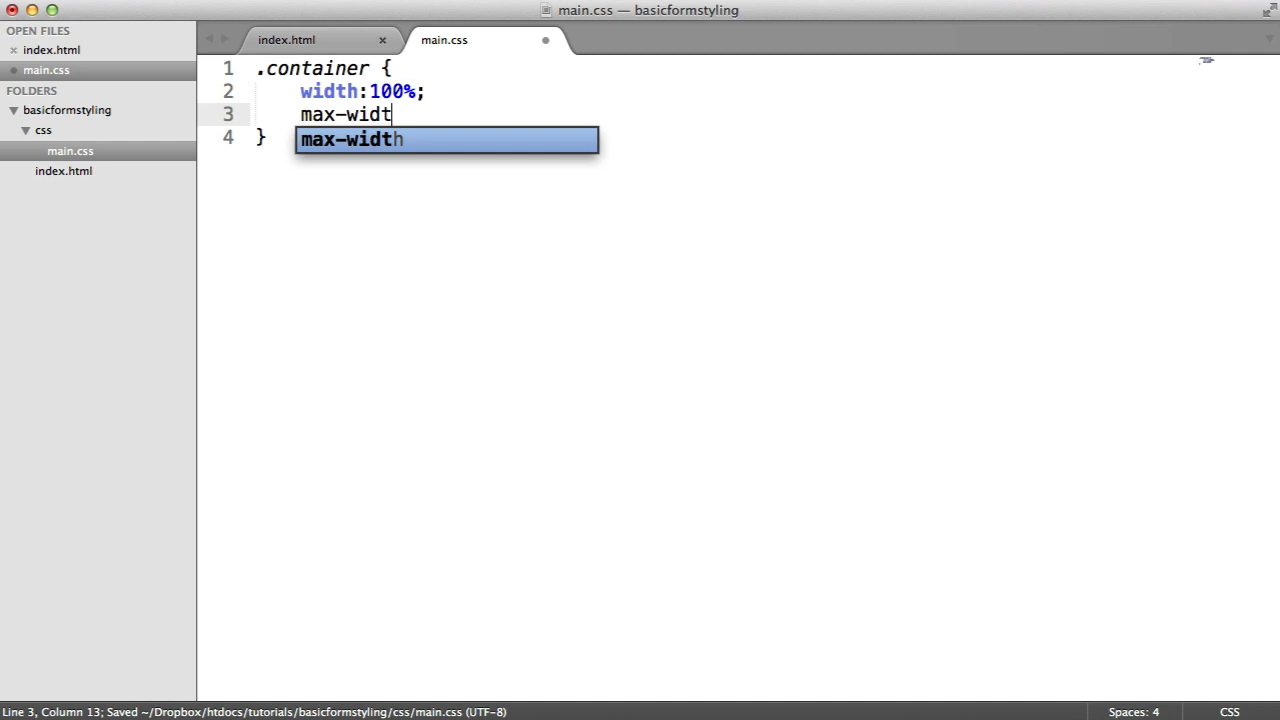 main.css — basicformstyling
OPEN FILES
index.html
main.css
FOLDERS
basicformstyling
css
main.css
index.html
index.html
main.css
1 .container {
2 width:100%;
3 max-widt
4 }
max-width
Line 3, Column 13; Saved ~/Dropbox/htdocs/tutorials/basicformstyling/css/main.css (UTF-8)
Spaces: 4
CSS